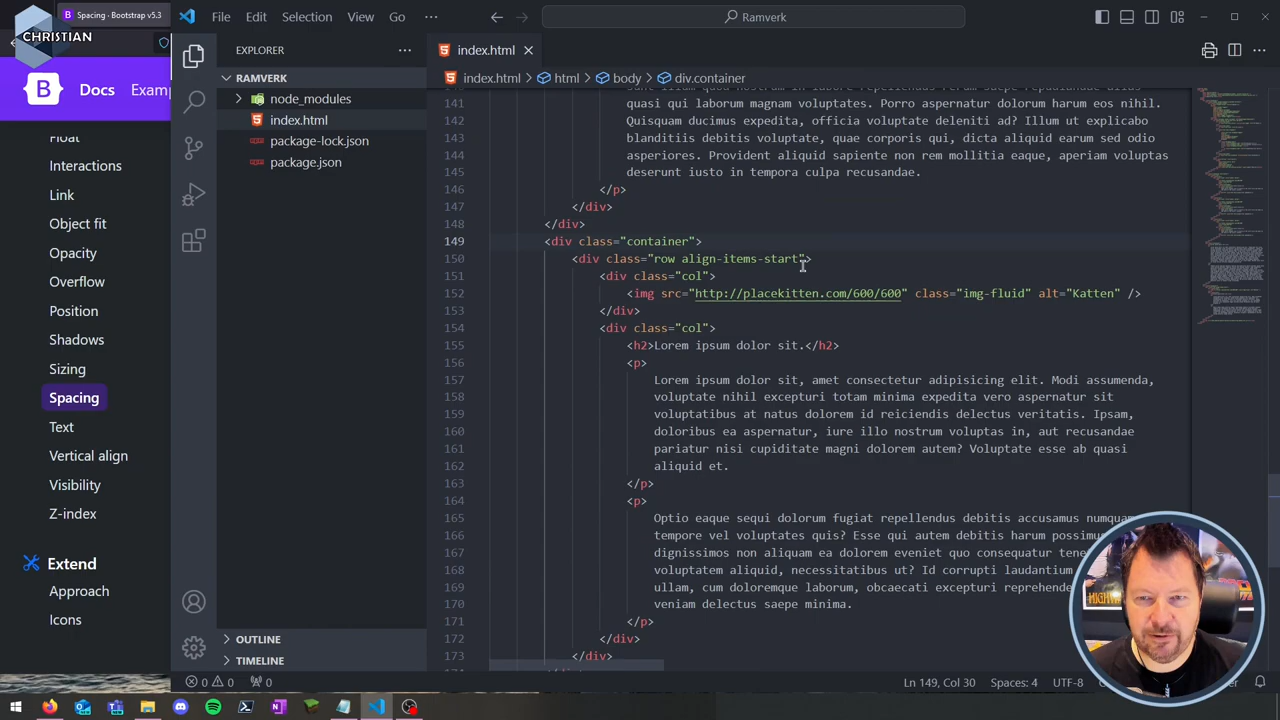 CHRISTIAN
Spacing · Bootstrap v5.3
File Edit Selection View Go
Ramverk
Docs
Float
Interactions
Link
Object fit
Opacity
Overflow
Position
Shadows
Sizing
Spacing
Text
Vertical align
Visibility
Z-index
Extend
Approach
Icons
EXPLORER
RAMVERK
node_modules
index.html
package-lock.json
package.json
OUTLINE
TIMELINE
index.html
index.html > html > body > div.container
141 quasi qui laborum magnam voluptates. Porro aspernatur dolorum harum eos nihil.
142 Quisquam ducimus expedita, officia voluptate deleniti ad? Illum ut explicabo
143 blanditiis debitis voluptate, quae corporis qui, dicta aliquid earum sed odio
144 asperiores. Provident aliquid sapiente non rem mollitia eaque, aperiam voluptas
145 deserunt iusto in tempora culpa recusandae.
146 </p>
147 </div>
148 </div>
149 <div class="container">
150 <div class="row align-items-start">
151 <div class="col">
152 <img src="http://placekitten.com/600/600" class="img-fluid" alt="Katten" />
153 </div>
154 <div class="col">
155 <h2>Lorem ipsum dolor sit.</h2>
156 <p>
157 Lorem ipsum dolor sit, amet consectetur adipisicing elit. Modi assumenda,
158 voluptate nihil excepturi totam minima expedita vero aspernatur sit
159 voluptatibus at natus dolorem id reiciendis delectus veritatis. Ipsam,
160 doloribus ea aspernatur, iure illo nostrum voluptas in, aut recusandae
161 pariatur nisi cupiditate magni dolorem autem? Voluptate esse ab quasi
162 aliquid et.
163 </p>
164 <p>
165 Optio eaque sequi dolorum fugiat repellendus debitis accusamus numquam
166 tempore vel voluptates quis? Esse qui autem debitis harum
167 dignissimos non aliquam ea dolorem eveniet quo consectetur
168 voluptatem aliquid, necessitatibus ut? Id corporis laudantium
169 ullam, cum doloremque laborum, obcaecati excepturi
170 veniam delectus saepe minima.
171 </p>
172 </div>
173 </div>
0 0 0
Ln 149, Col 30 Spaces: 4 UTF-8